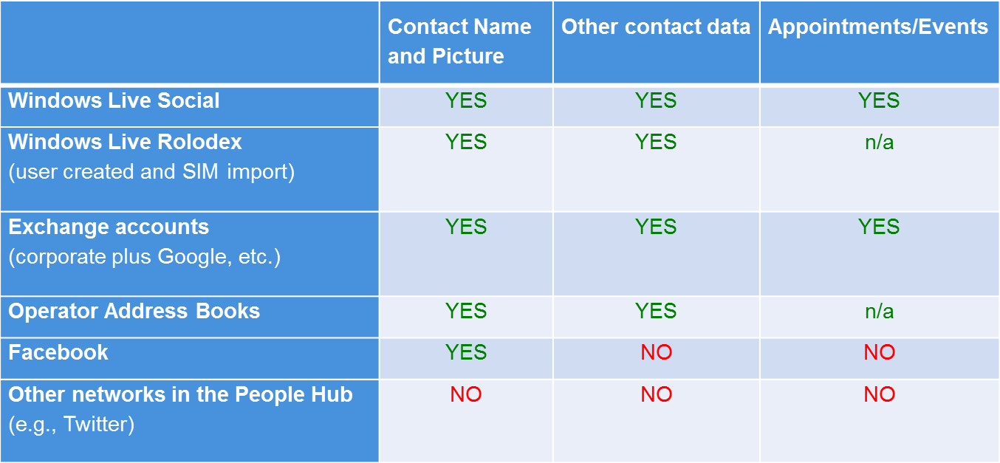 Contact Name Other contact data Appointments/Events
and Picture
Windows Live Social YES YES YES
Windows Live Rolodex YES YES n/a
(user created and SIM import)
Exchange accounts YES YES YES
(corporate plus Google, etc.)
Operator Address Books YES YES n/a
Facebook YES NO NO
Other networks in the People Hub NO NO NO
(e.g., Twitter)